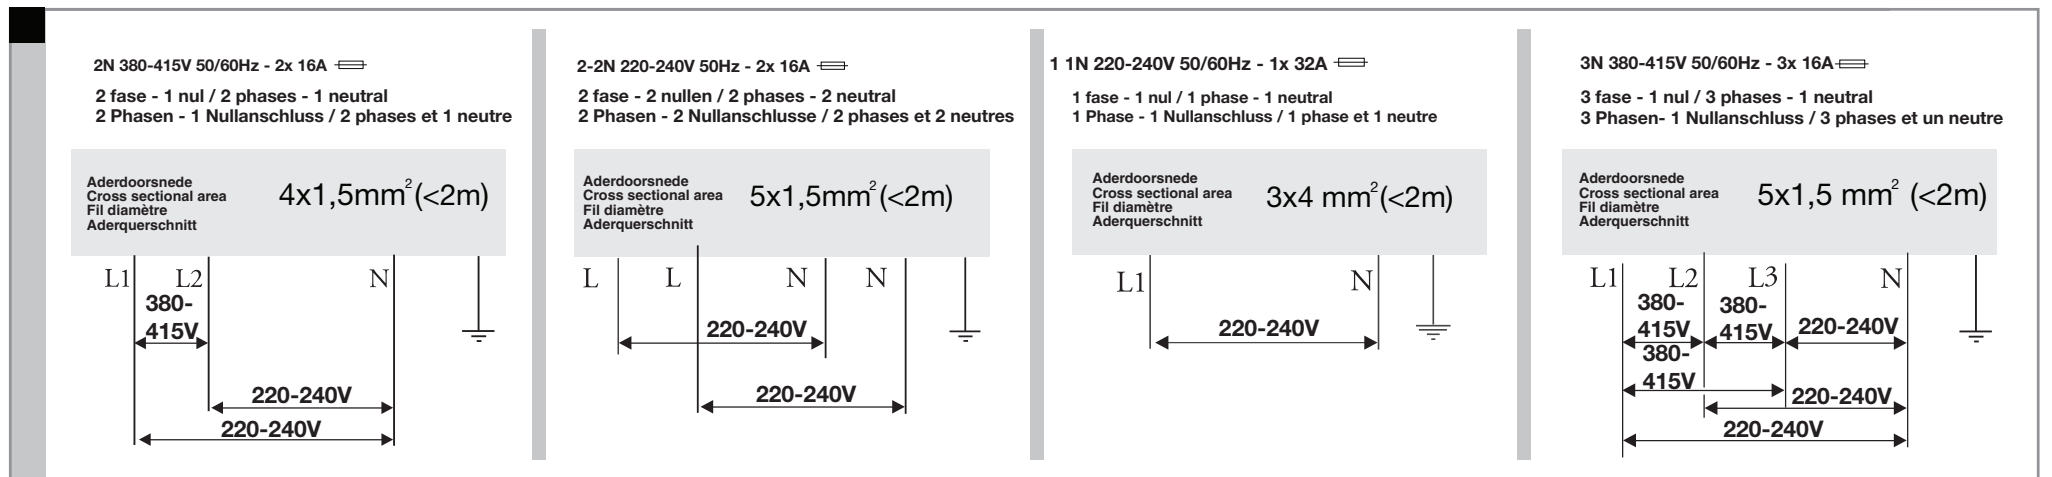 2N 380-415V 50/60Hz - 2x 16A
2 fase - 1 nul / 2 phases - 1 neutral
2 Phasen - 1 Nullanschluss / 2 phases et 1 neutre
Aderdoorsnede
Cross sectional area
Fil diamètre
Aderquerschnitt
4x1,5mm² (<2m)
L1 L2 N
380-
415V
220-240V
220-240V
2-2N 220-240V 50Hz - 2x 16A
2 fase - 2 nullen / 2 phases - 2 neutral
2 Phasen - 2 Nullanschlusse / 2 phases et 2 neutres
Aderdoorsnede
Cross sectional area
Fil diamètre
Aderquerschnitt
5x1,5mm² (<2m)
L L N N
220-240V
220-240V
1 1N 220-240V 50/60Hz - 1x 32A
1 fase - 1 nul / 1 phase - 1 neutral
1 Phase - 1 Nullanschluss / 1 phase et 1 neutre
Aderdoorsnede
Cross sectional area
Fil diamètre
Aderquerschnitt
3x4 mm² (<2m)
L1 N
220-240V
3N 380-415V 50/60Hz - 3x 16A
3 fase - 1 nul / 3 phases - 1 neutral
3 Phasen- 1 Nullanschluss / 3 phases et un neutre
Aderdoorsnede
Cross sectional area
Fil diamètre
Aderquerschnitt
5x1,5 mm² (<2m)
L1 L2 L3 N
380- 380-
415V 415V 220-240V
380-
415V
220-240V
220-240V